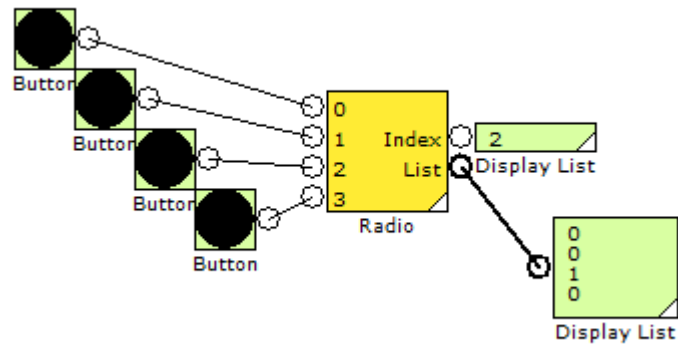 Button
Button
Button
Button
0
1
2
3
Index
List
Radio
2
Display List
0
0
1
0
Display List